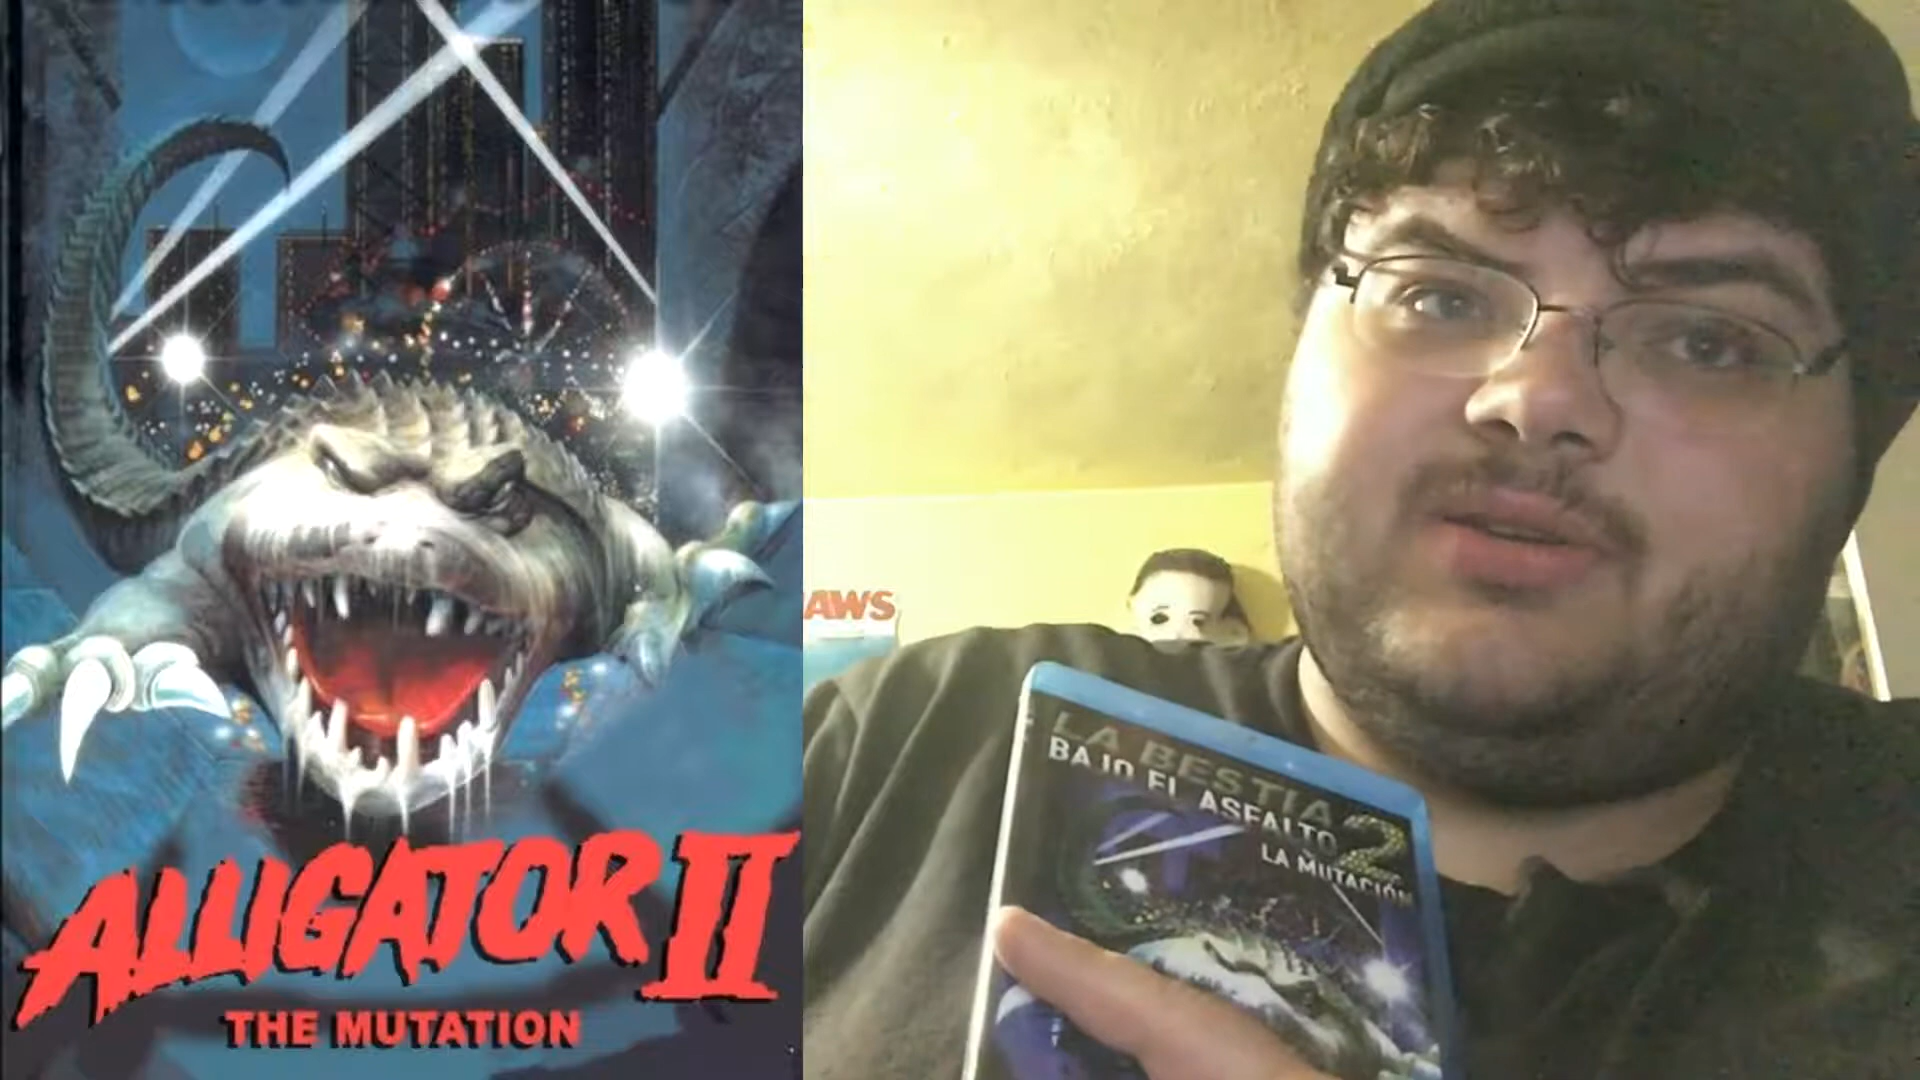 ALLIGATOR II
THE MUTATION
AWS
LA BESTIA 2
BAJO EL ASFALTO
LA MUTACIÓN